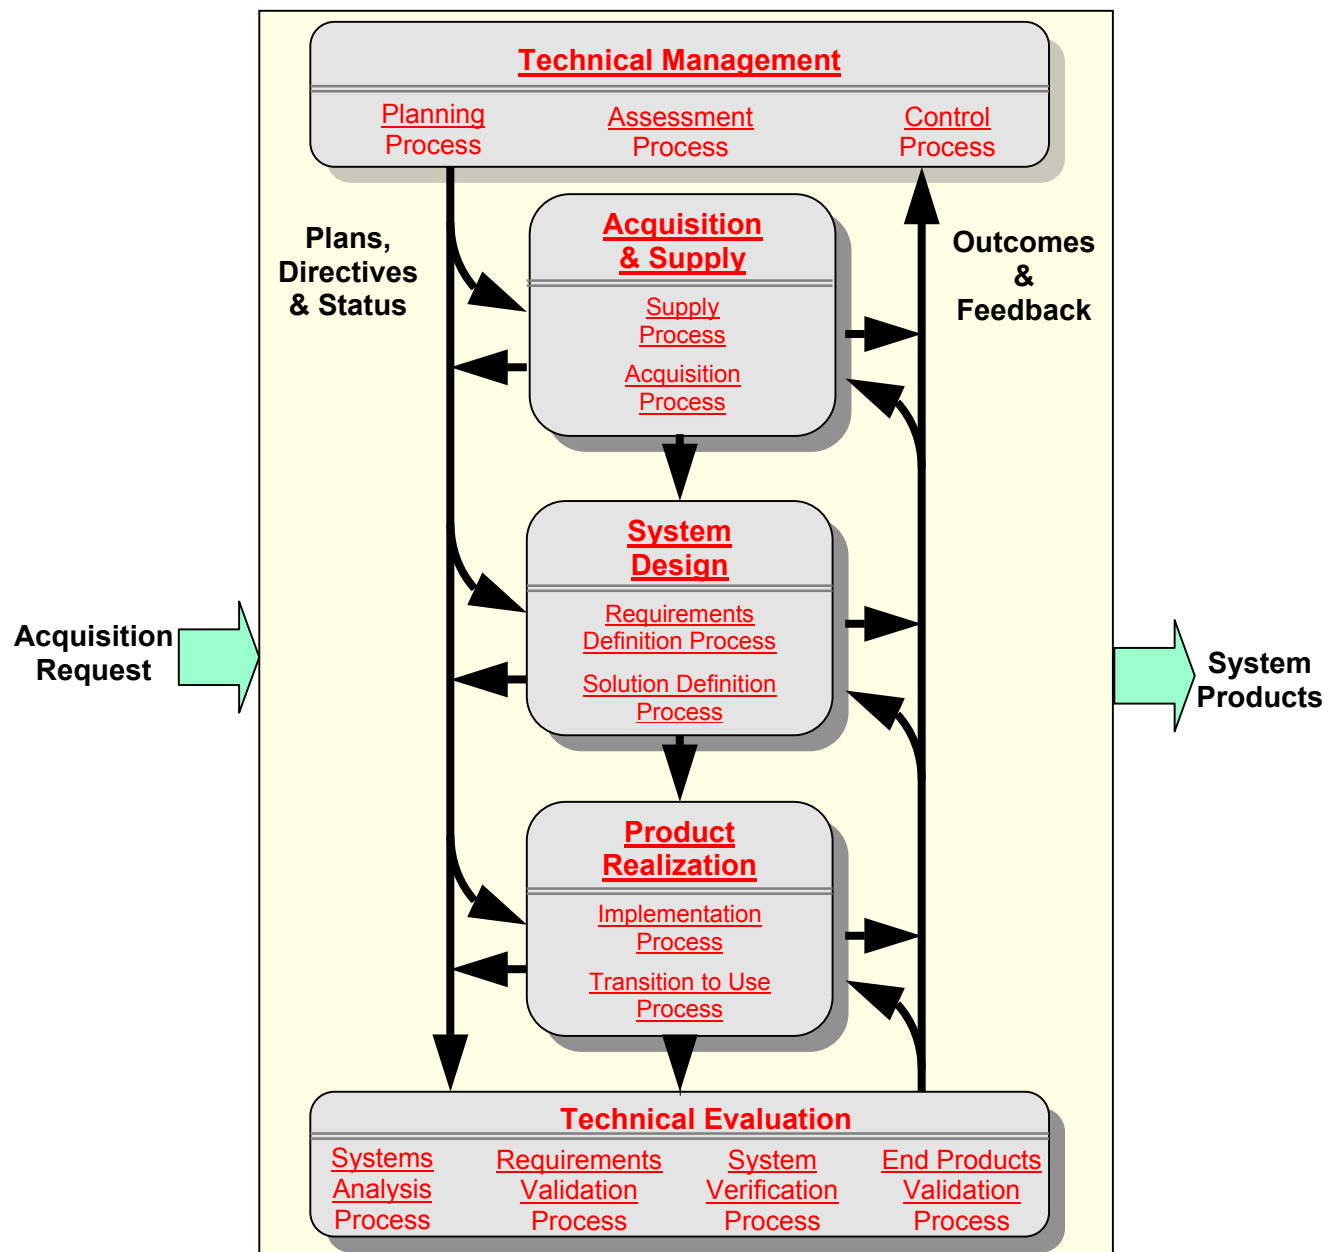 Technical Management
Planning
Process
Assessment
Process
Control
Process
Plans,
Directives
& Status
Acquisition
& Supply
Supply
Process
Acquisition
Process
Outcomes
&
Feedback
System
Design
Requirements
Definition Process
Solution Definition
Process
Acquisition
Request
System
Products
Product
Realization
Implementation
Process
Transition to Use
Process
Technical Evaluation
Systems
Analysis
Process
Requirements
Validation
Process
System
Verification
Process
End Products
Validation
Process